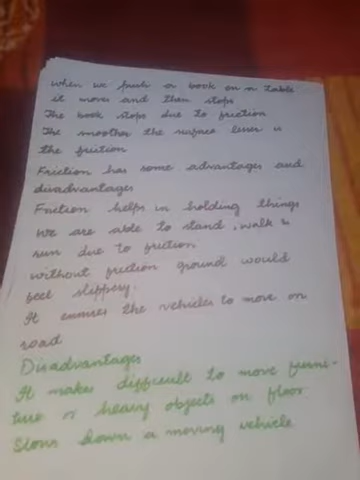 when we push a book on a table
it moves and then stops
The book stops due to friction
The smoother the surface lesser is
the friction
Friction has some advantages and
disadvantages
Friction helps in holding things
We are able to stand, walk &
run due to friction
without friction ground would
feel slippery.
It ensures the vehicles to move on
road
Disadvantages
It makes difficult to move furni-
ture or heavy objects on floor
Slows down a moving vehicle